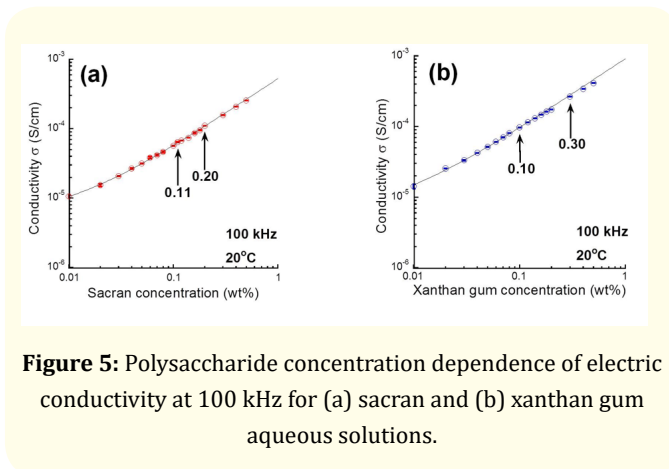 (a)
10⁻³
10⁻⁴
10⁻⁵
10⁻⁶
Conductivity σ (S/cm)
0.11
0.20
100 kHz
20°C
0.01
0.1
1
Sacran concentration (wt%)
(b)
10⁻³
10⁻⁴
10⁻⁵
10⁻⁶
Conductivity σ (S/cm)
0.10
0.30
100 kHz
20°C
0.01
0.1
1
Xanthan gum concentration (wt%)
Figure 5: Polysaccharide concentration dependence of electric
conductivity at 100 kHz for (a) sacran and (b) xanthan gum
aqueous solutions.